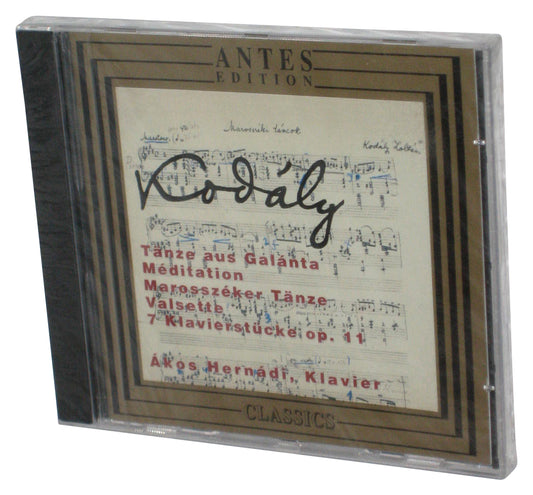 ANTES
EDITION
Marosszéki táncok
Kodály Zoltán
Kodály
Tänze aus Galánta
Méditation
Marosszéker Tänze
Valsette
7 Klavierstücke op. 11
Ákos Hernádi, Klavier
CLASSICS